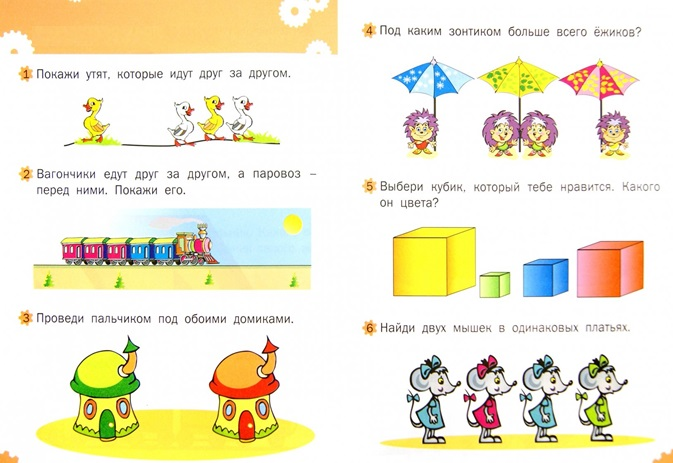 1 Покажи утят, которые идут друг за другом.
2 Вагончики едут друг за другом, а паровоз –
перед ними. Покажи его.
3 Проведи пальчиком под обоими домиками.
4 Под каким зонтиком больше всего ёжиков?
5 Выбери кубик, который тебе нравится. Какого
он цвета?
6 Найди двух мышек в одинаковых платьях.